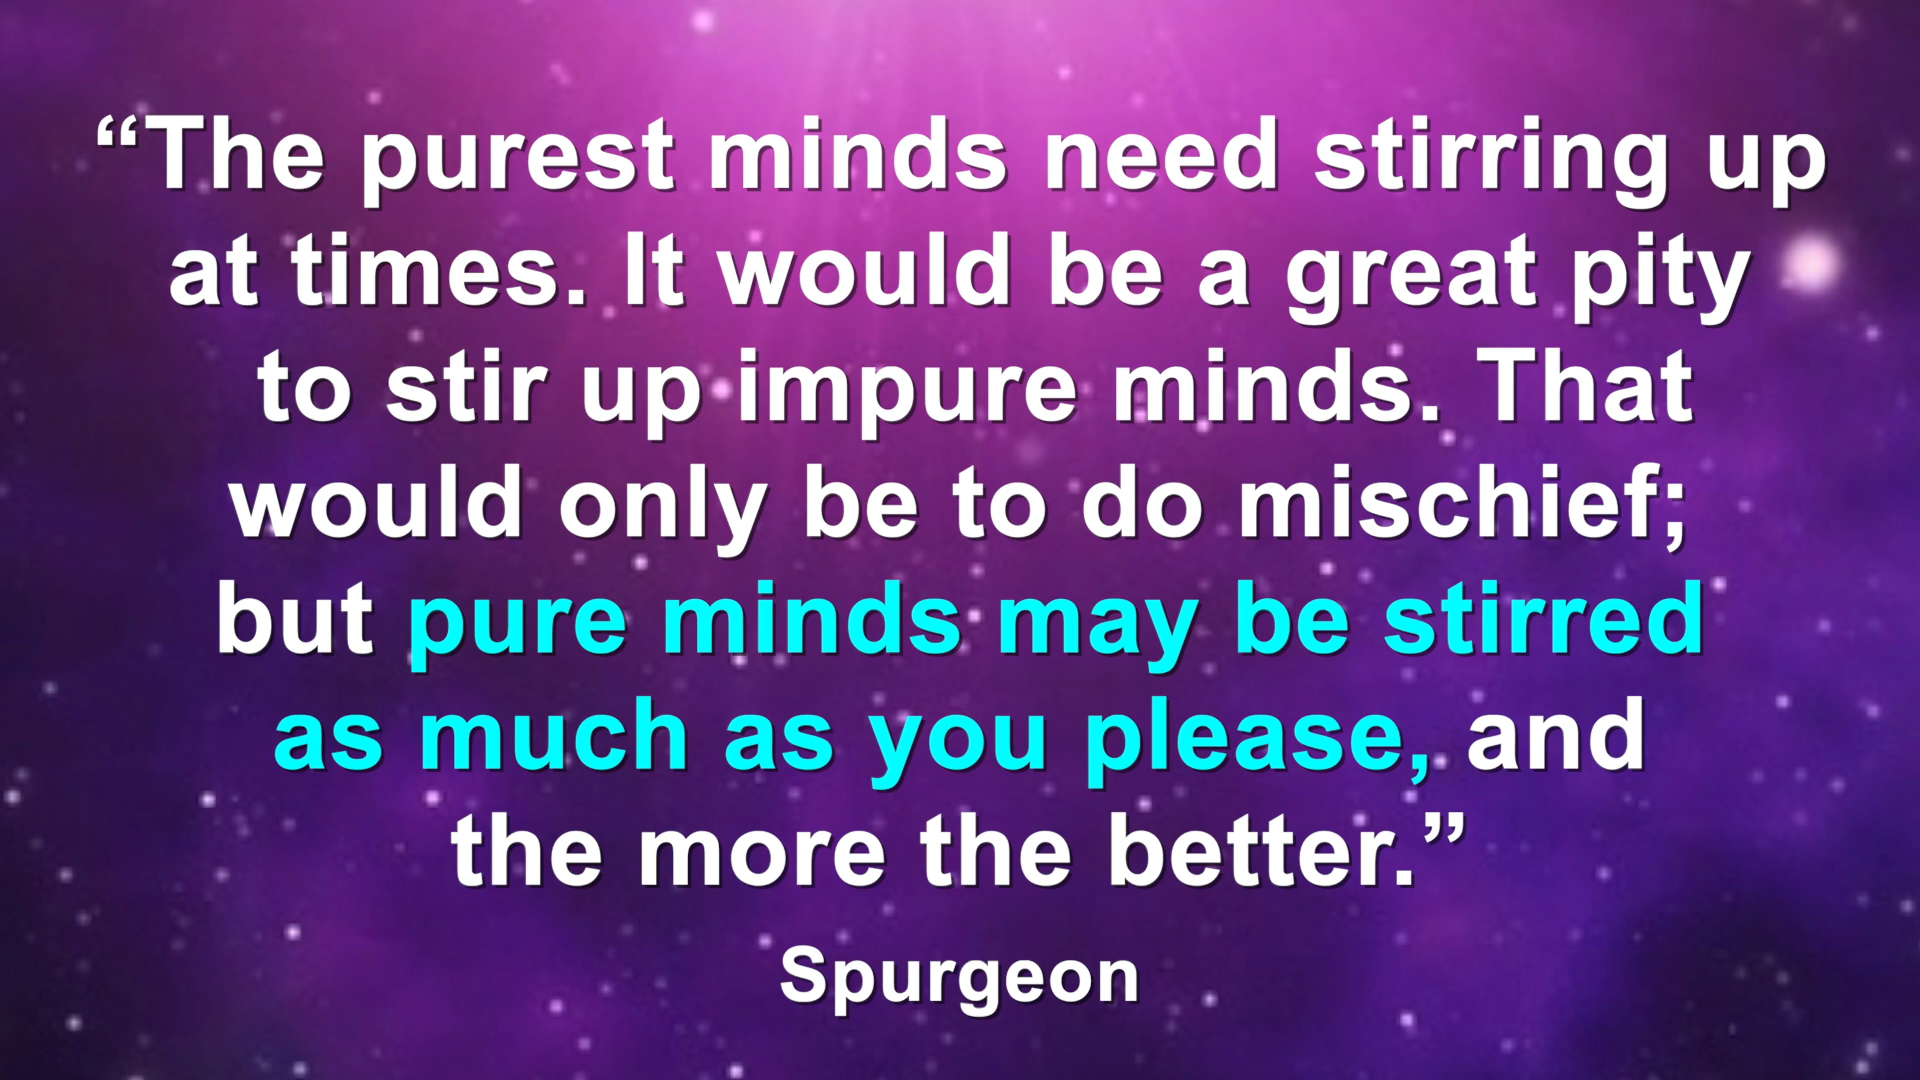 “The purest minds need stirring up
at times. It would be a great pity
to stir up impure minds. That
would only be to do mischief;
but pure minds may be stirred
as much as you please, and
the more the better.”
Spurgeon